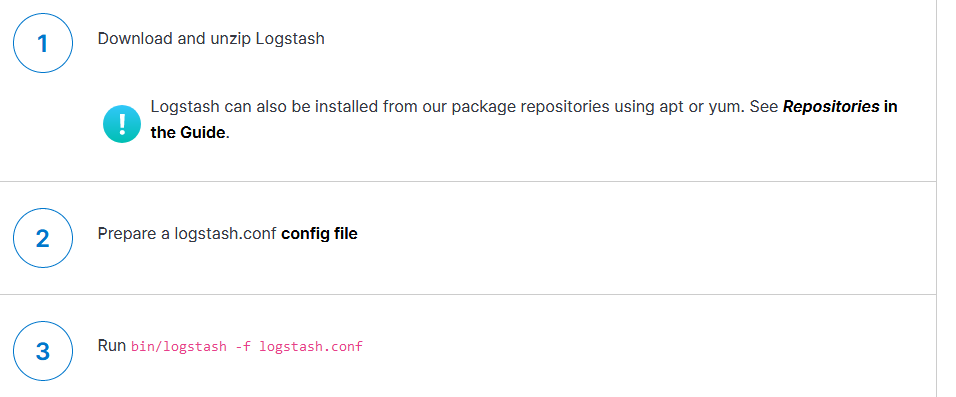 1
Download and unzip Logstash
!
Logstash can also be installed from our package repositories using apt or yum. See Repositories in
the Guide.
2
Prepare a logstash.conf config file
3
Run bin/logstash -f logstash.conf